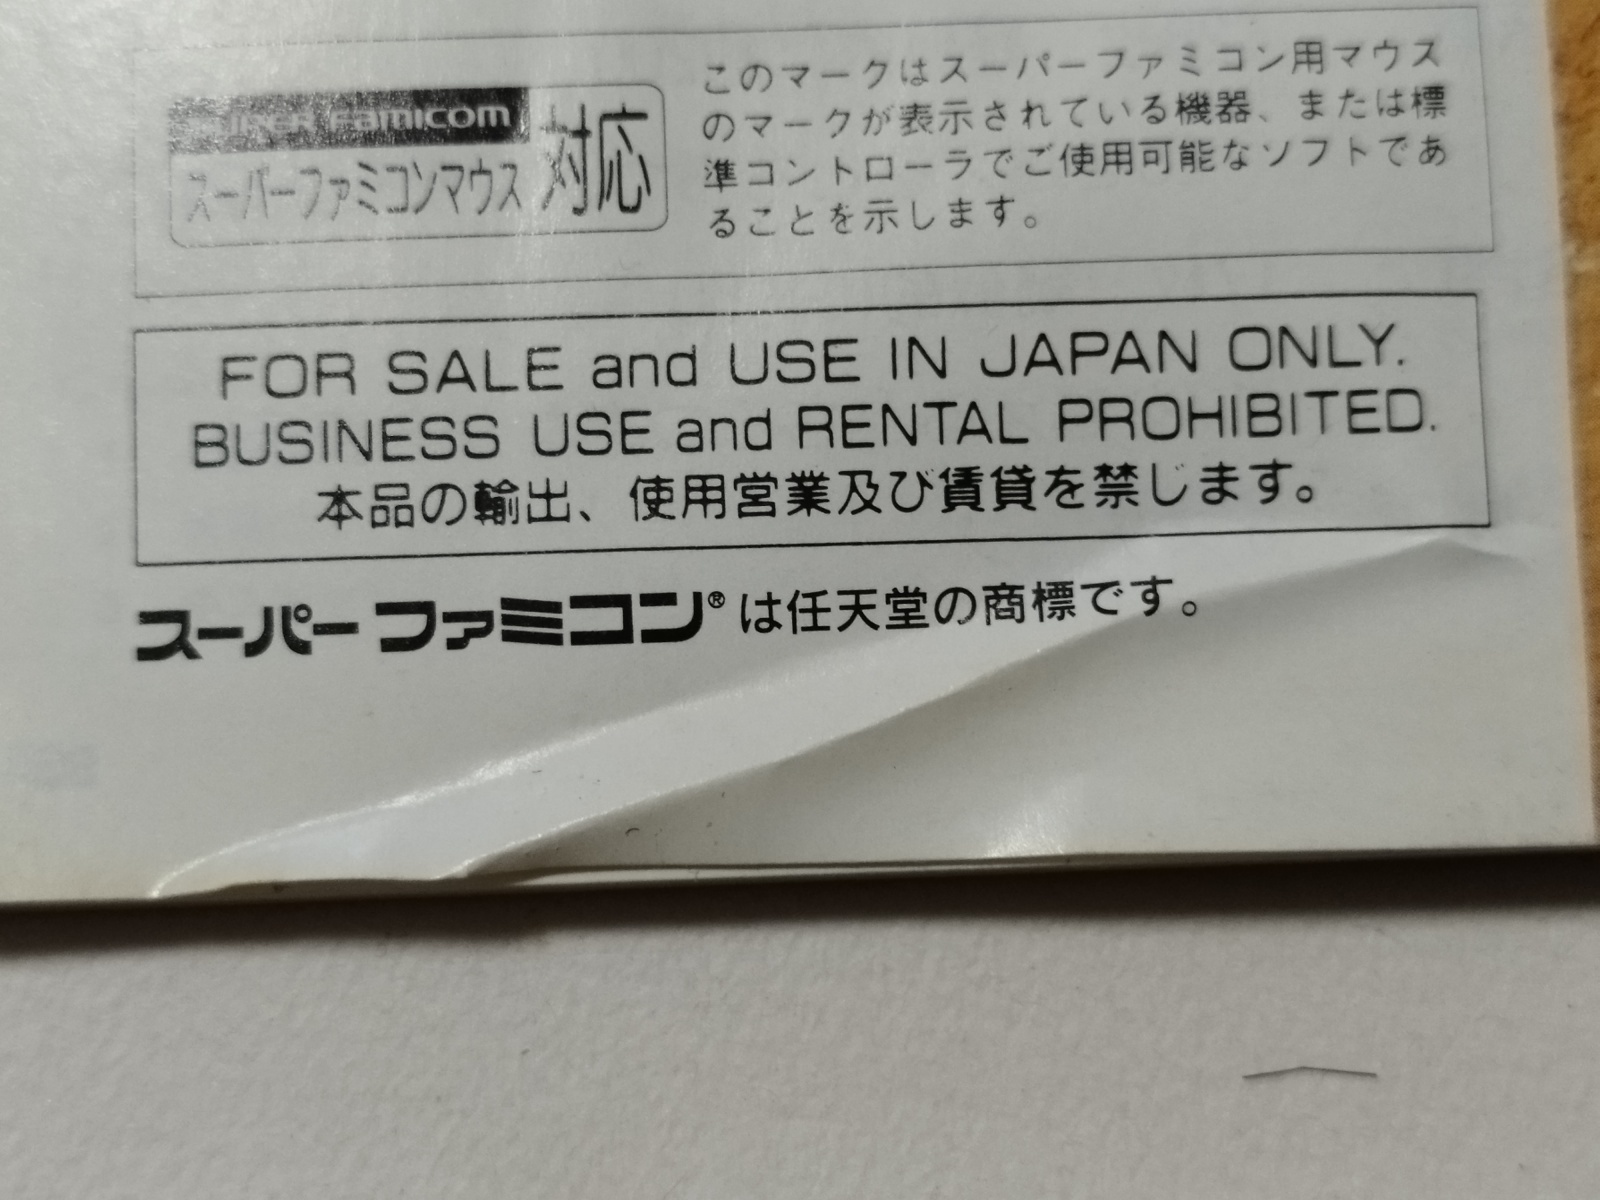 SUPER Famicom
スーパーファミコンマウス 対応
このマークはスーパーファミコン用マウス
のマークが表示されている機器、または標
準コントローラでご使用可能なソフトであ
ることを示します。
FOR SALE and USE IN JAPAN ONLY.
BUSINESS USE and RENTAL PROHIBITED.
本品の輸出、使用営業及び賃貸を禁じます。
スーパーファミコン®は任天堂の商標です。